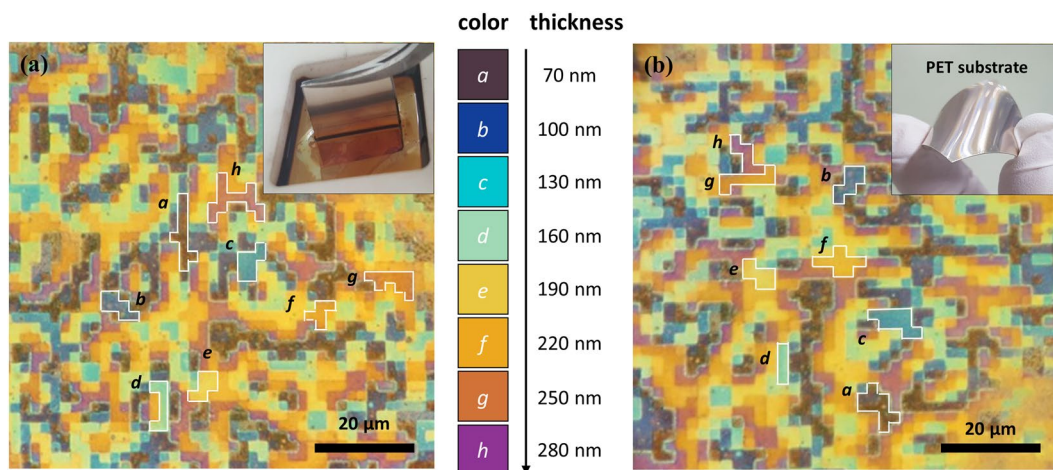 color thickness
(a)
h
a
c
g
b
f
e
d
20 μm
a 70 nm
b 100 nm
c 130 nm
d 160 nm
e 190 nm
f 220 nm
g 250 nm
h 280 nm
(b)
PET substrate
h
g
b
f
e
c
d
a
20 μm